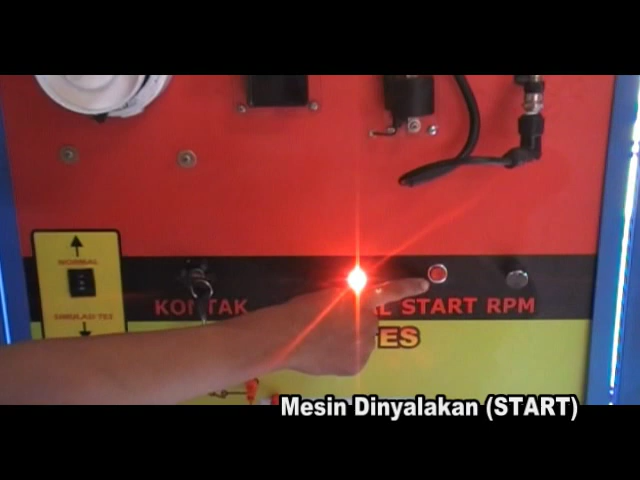 NORMAL
SIMULASI TES
KONTAK
START RPM
ES
Mesin Dinyalakan (START)